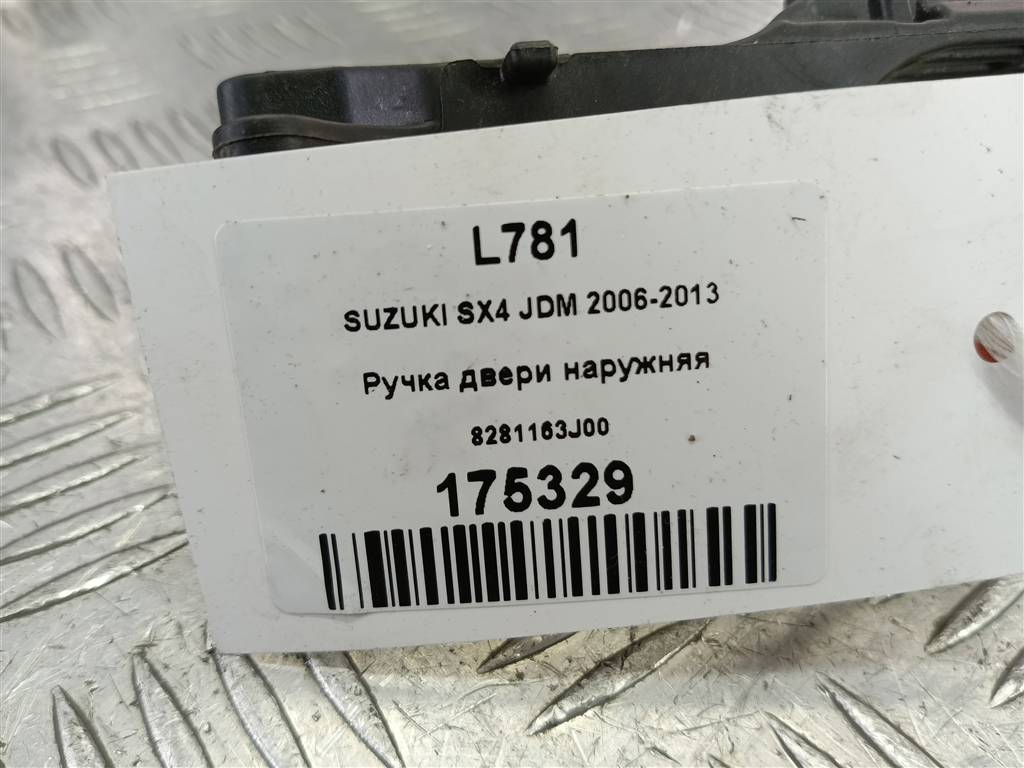 L781
SUZUKI SX4 JDM 2006-2013
Ручка двери наружняя
8281163J00
175329